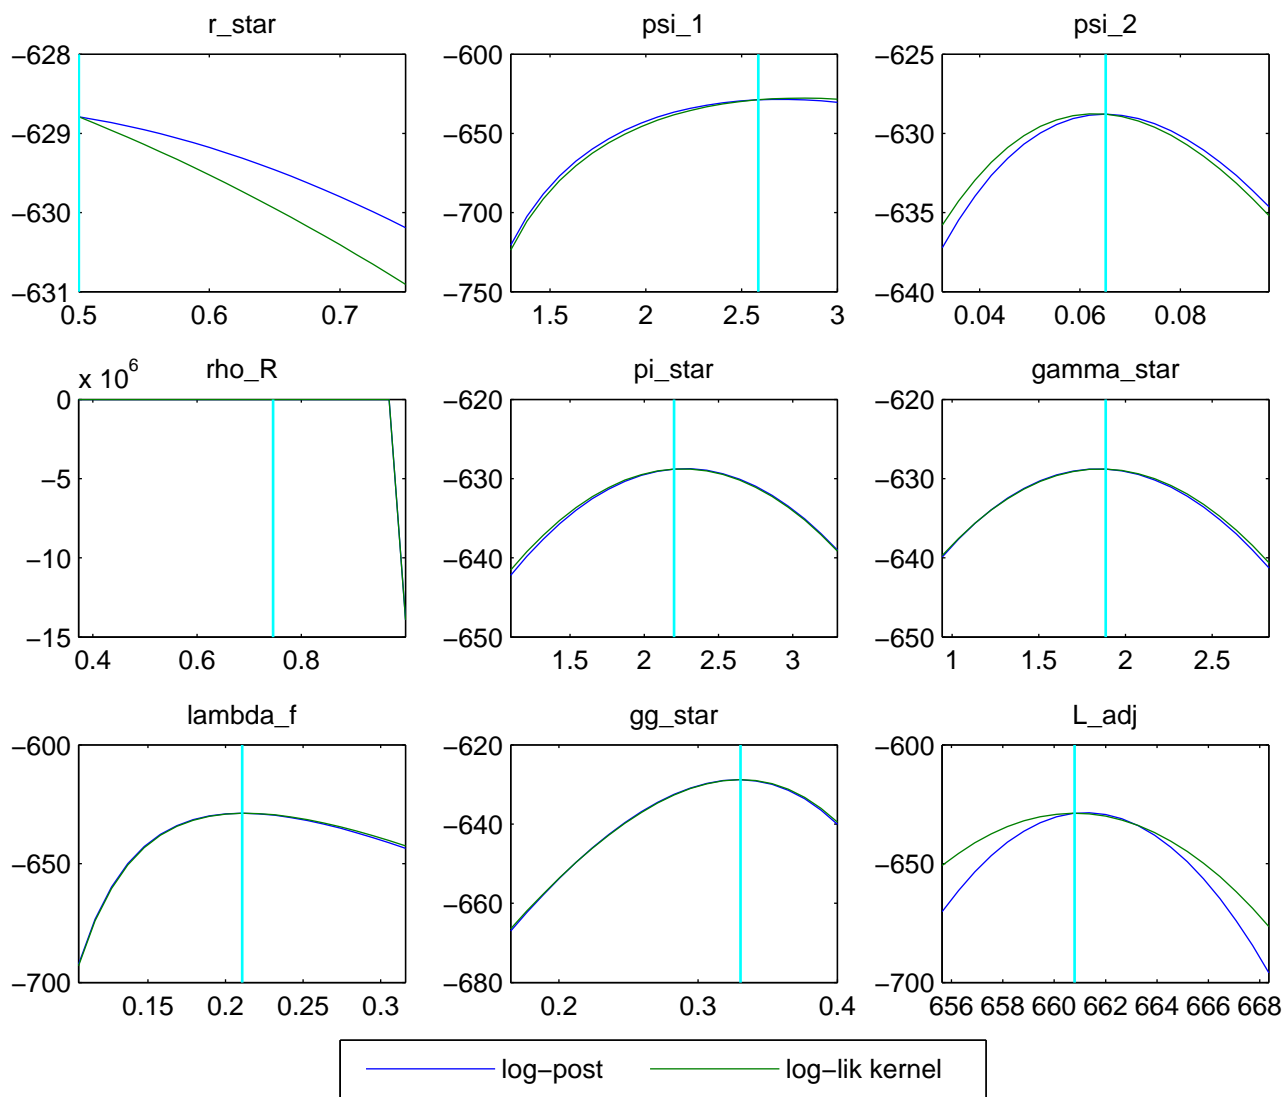 r_star
−628
−629
−630
−631
0.5 0.6 0.7
psi_1
−600
−650
−700
−750
1.5 2 2.5 3
psi_2
−625
−630
−635
−640
0.04 0.06 0.08
rho_R
x 10^6
0
−5
−10
−15
0.4 0.6 0.8
pi_star
−620
−630
−640
−650
1.5 2 2.5 3
gamma_star
−620
−630
−640
−650
1 1.5 2 2.5
lambda_f
−600
−650
−700
0.15 0.2 0.25 0.3
gg_star
−620
−640
−660
−680
0.2 0.3 0.4
L_adj
−600
−650
−700
656 658 660 662 664 666 668
log−post log−lik kernel